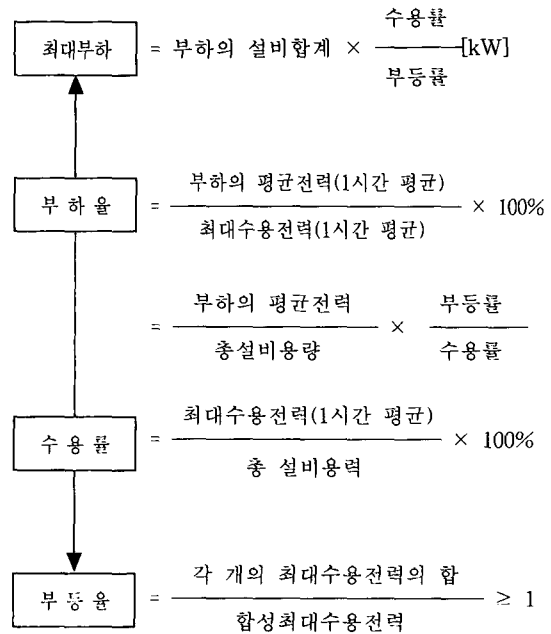 최대부하 = 부하의 설비합계 × 수용률 / 부등률 [kW]
부 하 율 = 부하의 평균전력(1시간 평균) / 최대수용전력(1시간 평균) × 100%
= 부하의 평균전력 / 총설비용량 × 부등률 / 수용률
수 용 률 = 최대수용전력(1시간 평균) / 총 설비용력 × 100%
부 등 율 = 각 개의 최대수용전력의 합 / 합성최대수용전력 ≥ 1